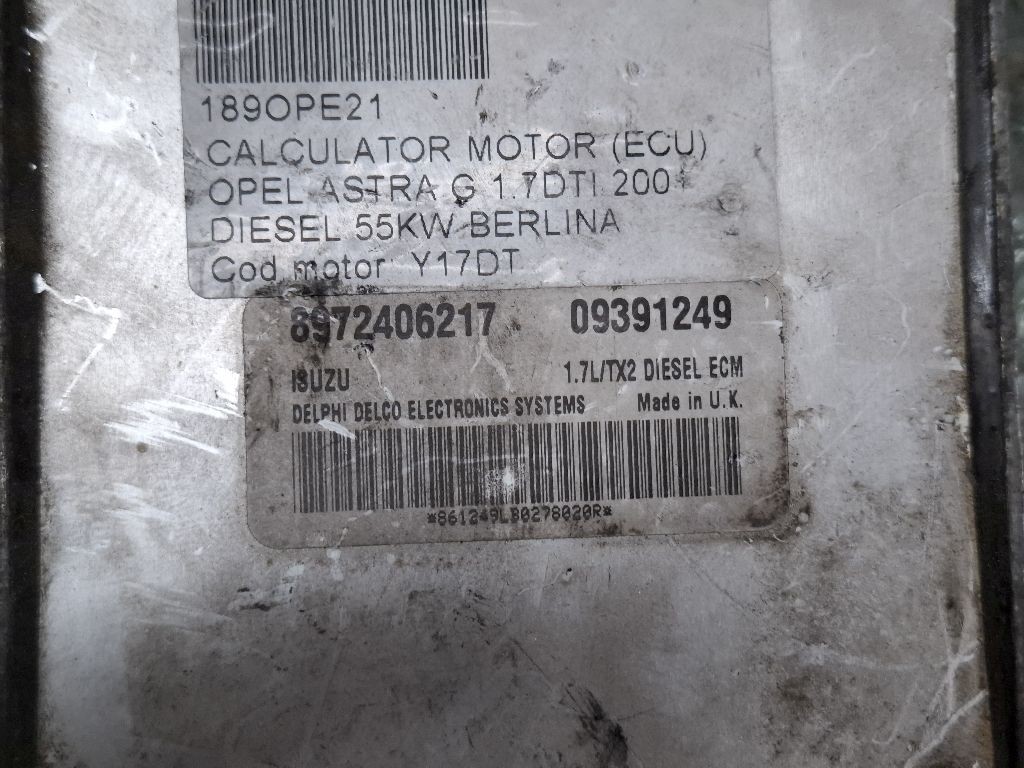 189OPE21
CALCULATOR MOTOR (ECU)
OPEL ASTRA G 1.7DTI
DIESEL 55KW BERLINA
Cod motor Y17DT
8972406217 09391249
ISUZU 1.7L/TX2 DIESEL ECM
DELPHI DELCO ELECTRONICS SYSTEMS Made in U.K.
*861249LB0278020R*